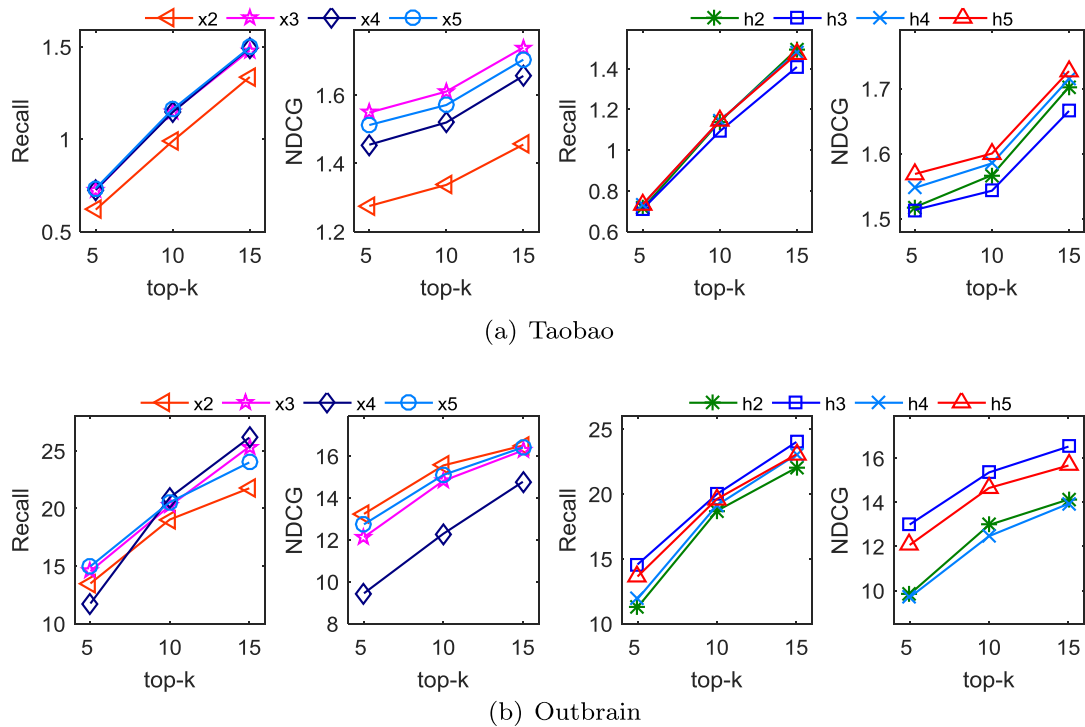 x2 x3 x4 x5
h2 h3 h4 h5
Recall
1.5
1
0.5
5 10 15
top-k
NDCG
1.6
1.4
1.2
5 10 15
top-k
Recall
1.4
1.2
1.0
0.8
0.6
5 10 15
top-k
NDCG
1.7
1.6
1.5
5 10 15
top-k
(a) Taobao
x2 x3 x4 x5
h2 h3 h4 h5
Recall
25
20
15
10
5 10 15
top-k
NDCG
18
16
14
12
10
8
5 10 15
top-k
Recall
25
20
15
10
5 10 15
top-k
NDCG
16
14
12
10
5 10 15
top-k
(b) Outbrain